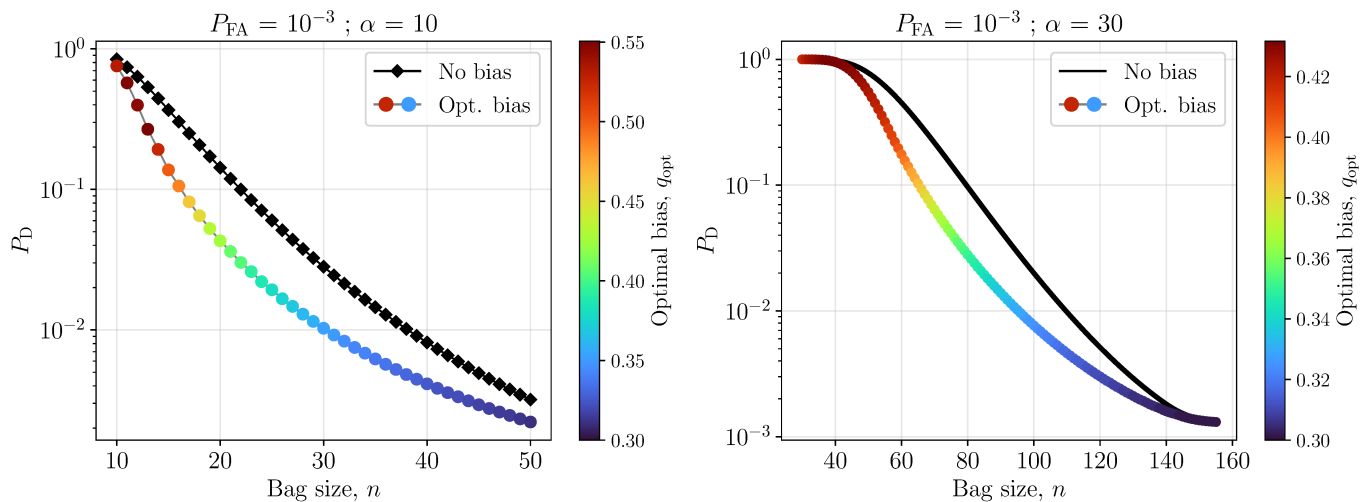 P_FA = 10^−3 ; α = 10
10^0
10^−1
10^−2
P_D
10
20
30
40
50
Bag size, n
No bias
Opt. bias
0.55
0.50
0.45
0.40
0.35
0.30
Optimal bias, q_opt
P_FA = 10^−3 ; α = 30
10^0
10^−1
10^−2
10^−3
P_D
40
60
80
100
120
140
160
Bag size, n
No bias
Opt. bias
0.42
0.40
0.38
0.36
0.34
0.32
0.30
Optimal bias, q_opt